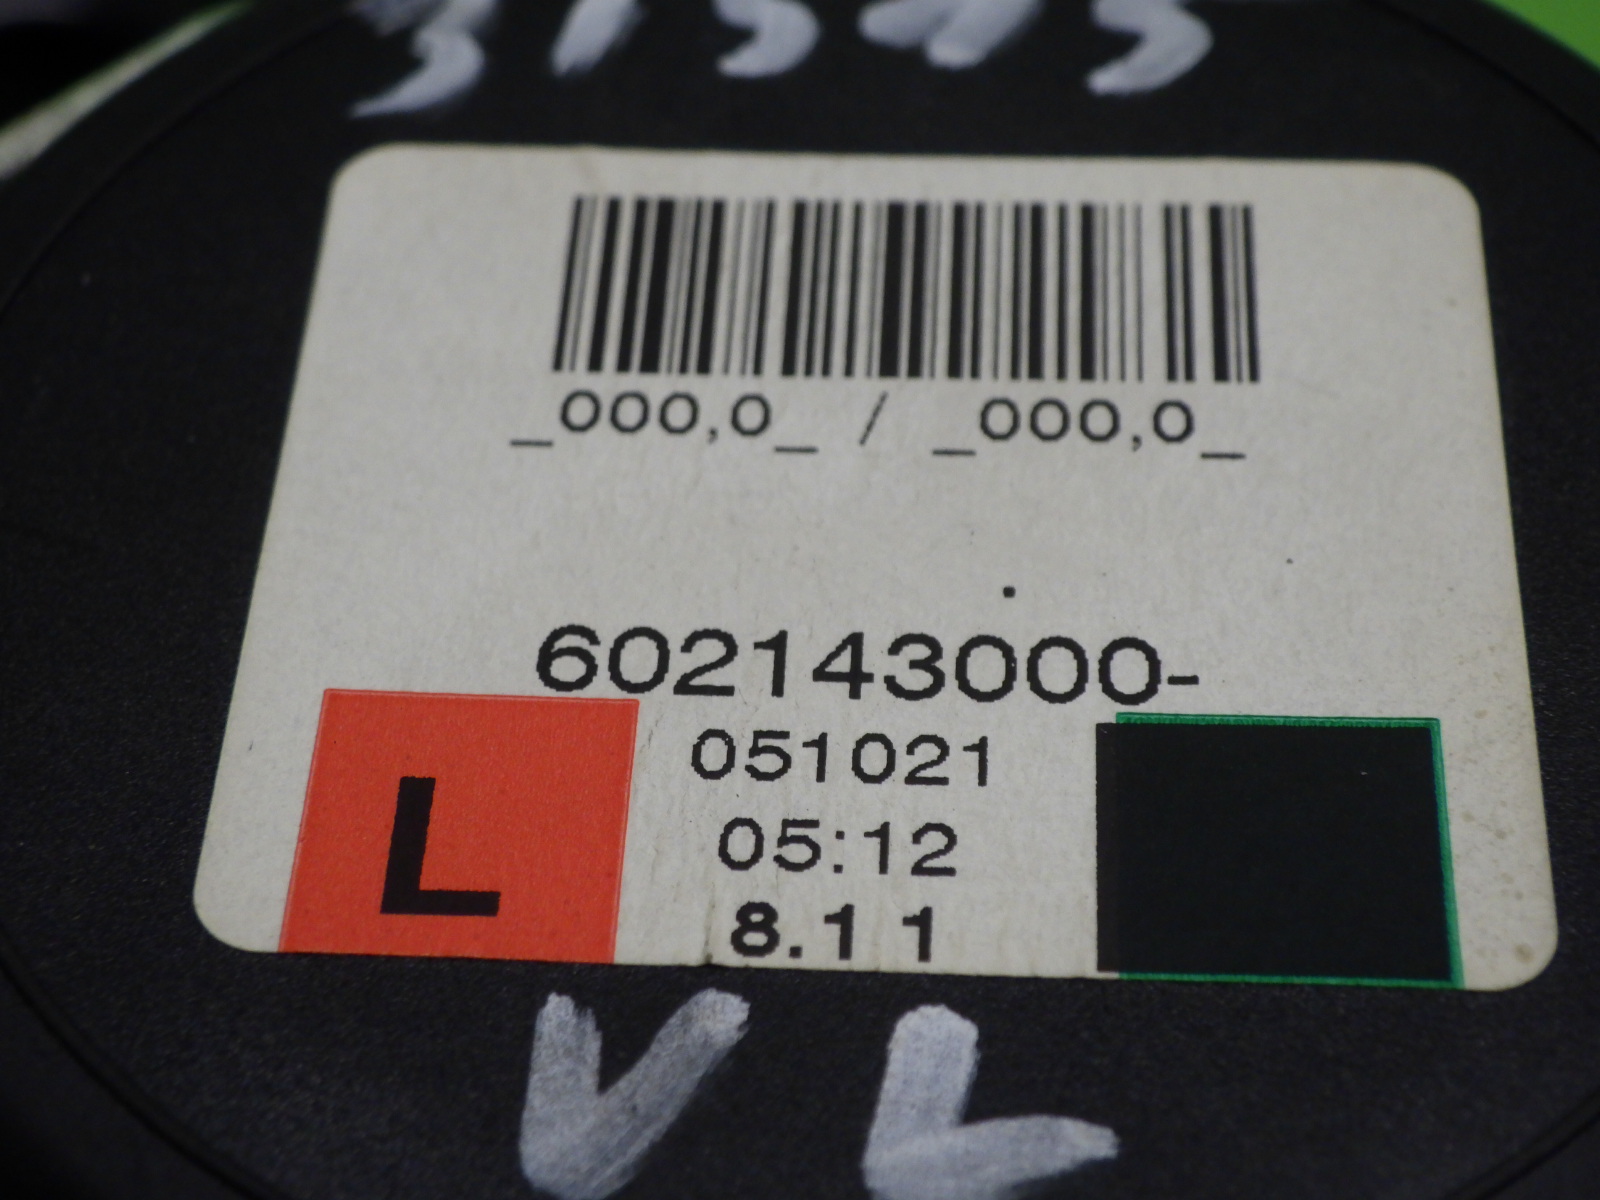 _000,0_ / _000,0_
602143000-
051021
L
05:12
8.11
VL